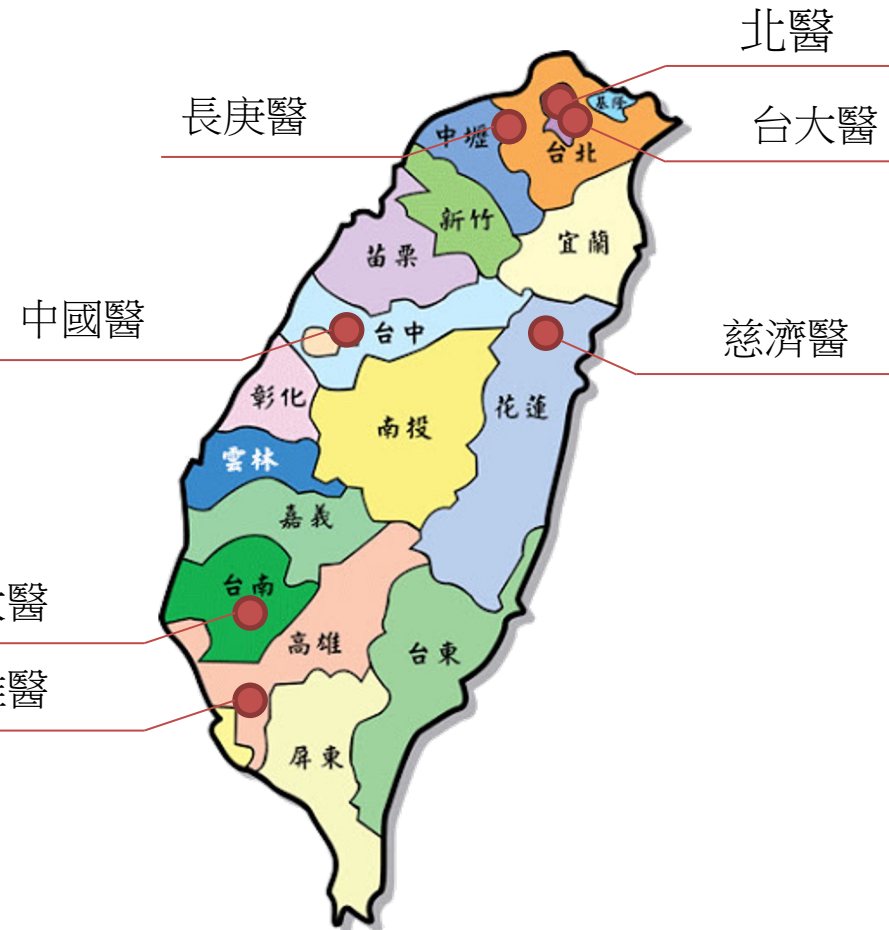 北醫
長庚醫
台大醫
基隆
中壢
台北
新竹
宜蘭
苗栗
中國醫
台中
慈濟醫
彰化
花蓮
南投
雲林
嘉義
台南
醫
高雄
台東
醫
屏東